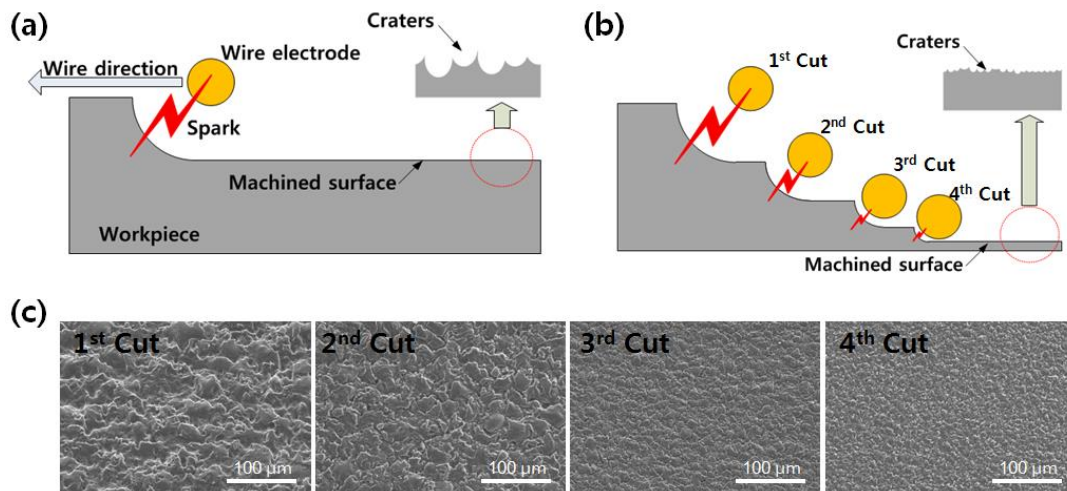 (a)
Wire electrode
Wire direction
Spark
Craters
Machined surface
Workpiece
(b)
1st Cut
2nd Cut
3rd Cut
4th Cut
Craters
Machined surface
(c)
1st Cut
2nd Cut
3rd Cut
4th Cut
100 μm
100 μm
100 μm
100 μm